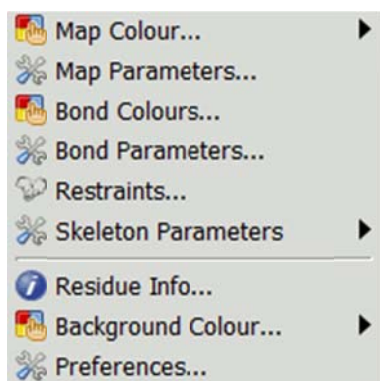 Map Colour...
Map Parameters...
Bond Colours...
Bond Parameters...
Restraints...
Skeleton Parameters
Residue Info...
Background Colour...
Preferences...